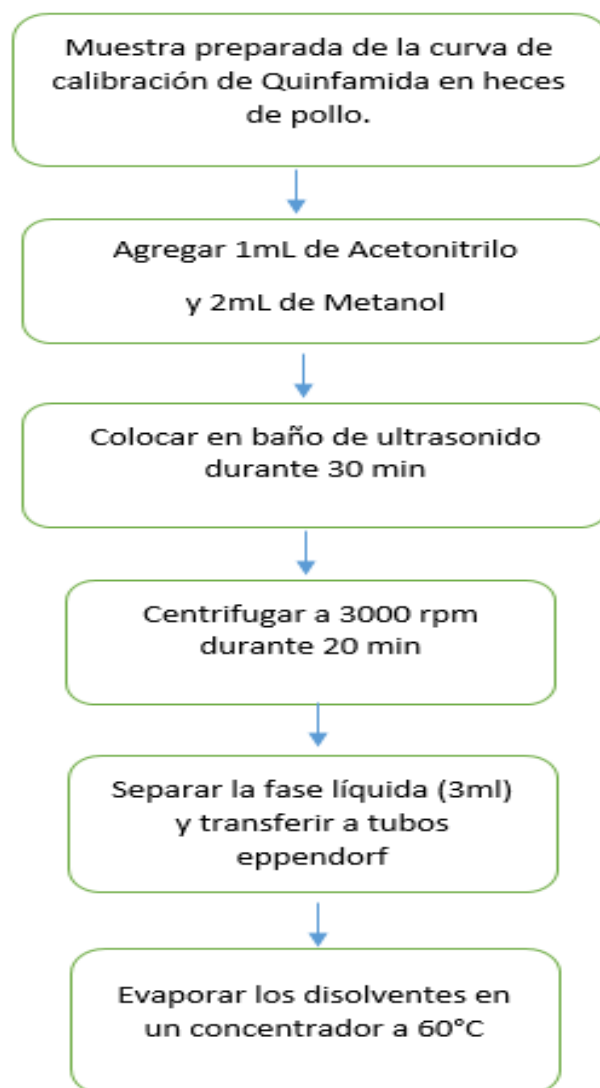 Muestra preparada de la curva de
calibración de Quinfamida en heces
de pollo.
Agregar 1mL de Acetonitrilo
y 2mL de Metanol
Colocar en baño de ultrasonido
durante 30 min
Centrifugar a 3000 rpm
durante 20 min
Separar la fase líquida (3ml)
y transferir a tubos
eppendorf
Evaporar los disolventes en
un concentrador a 60°C